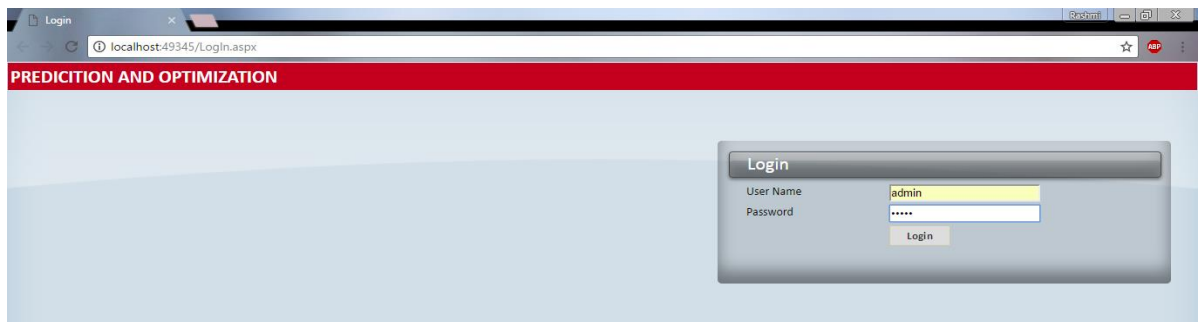 Login
Rashmi
localhost:49345/LogIn.aspx
ABP
PREDICITION AND OPTIMIZATION
Login
User Name admin
Password •••••
Login